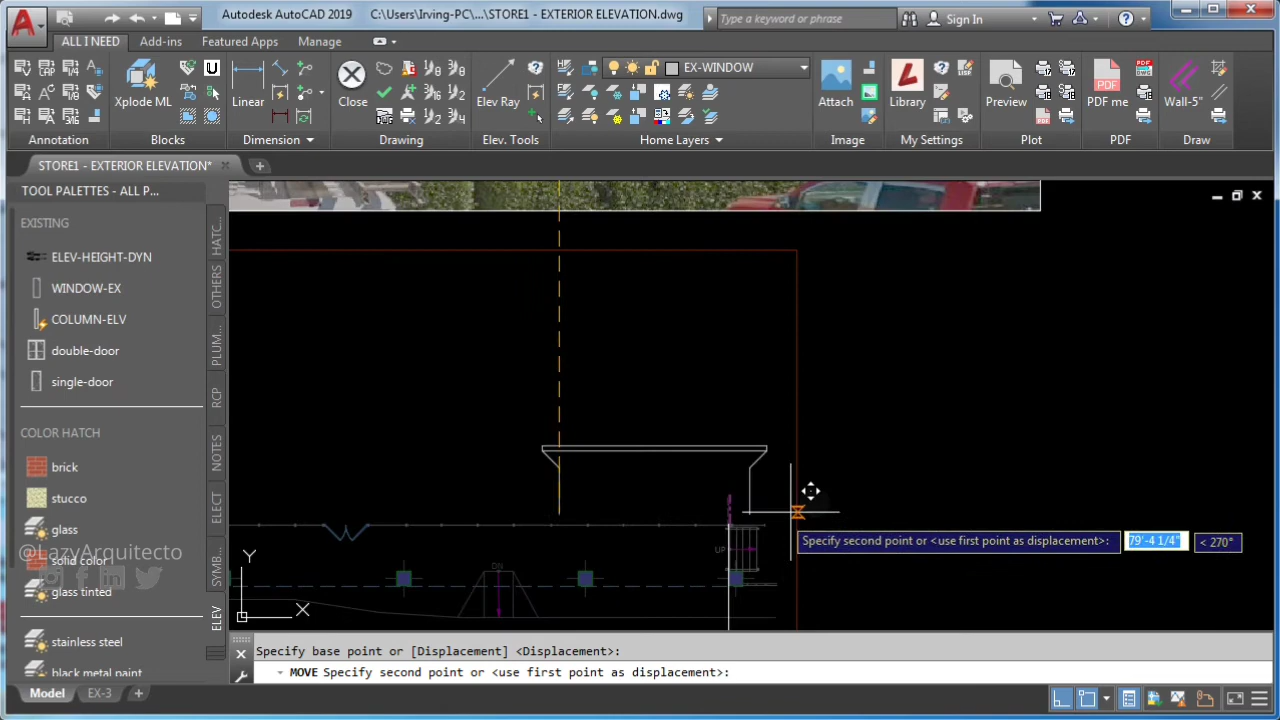 Autodesk AutoCAD 2019 C:\Users\Irving-PC\...\STORE1 - EXTERIOR ELEVATION.dwg
Type a keyword or phrase
Sign In
ALL I NEED Add-ins Featured Apps Manage
EX-WINDOW
Xplode ML Linear Close Elev Ray Attach Library Preview PDF me Wall-5"
Annotation Blocks Dimension Drawing Elev. Tools Home Layers Image My Settings Plot PDF Draw
STORE1 - EXTERIOR ELEVATION*
TOOL PALETTES - ALL P...
EXISTING
ELEV-HEIGHT-DYN
WINDOW-EX
COLUMN-ELV
double-door
single-door
COLOR HATCH
brick
stucco
glass
@LazyArquitecto
solid color
glass tinted
stainless steel
black metal paint
HATC...
OTHERS
PLUM...
RCP
NOTES
ELECT
SYMB...
ELEV
UP
DN
Y
X
Specify second point or <use first point as displacement>: 79'-4 1/4" < 270°
Specify base point or [Displacement] <Displacement>:
MOVE Specify second point or <use first point as displacement>:
Model EX-3